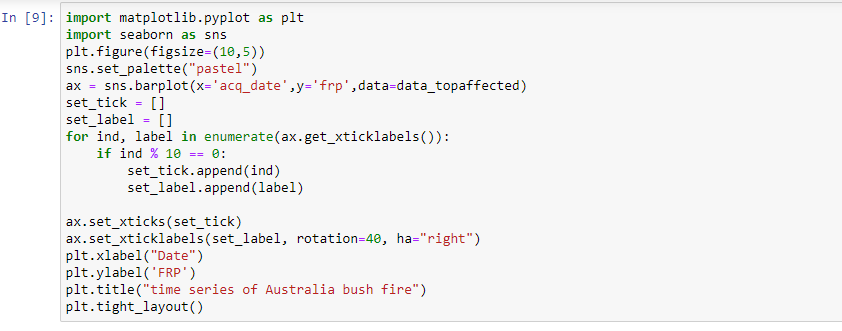 In [9]: import matplotlib.pyplot as plt
import seaborn as sns
plt.figure(figsize=(10,5))
sns.set_palette("pastel")
ax = sns.barplot(x='acq_date',y='frp',data=data_topaffected)
set_tick = []
set_label = []
for ind, label in enumerate(ax.get_xticklabels()):
    if ind % 10 == 0:
        set_tick.append(ind)
        set_label.append(label)

ax.set_xticks(set_tick)
ax.set_xticklabels(set_label, rotation=40, ha="right")
plt.xlabel("Date")
plt.ylabel('FRP')
plt.title("time series of Australia bush fire")
plt.tight_layout()